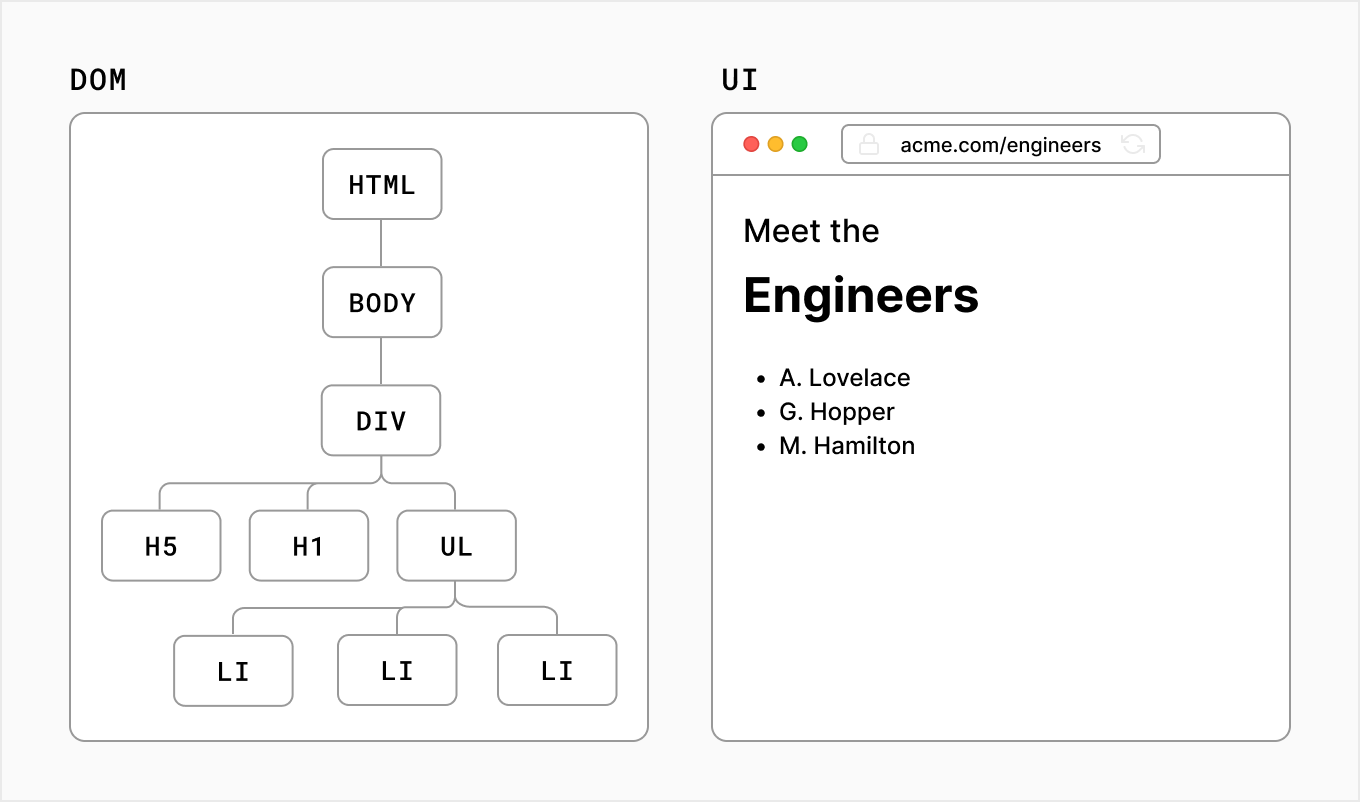 DOM
HTML
BODY
DIV
H5 H1 UL
LI LI LI
UI
acme.com/engineers
Meet the
Engineers
• A. Lovelace
• G. Hopper
• M. Hamilton